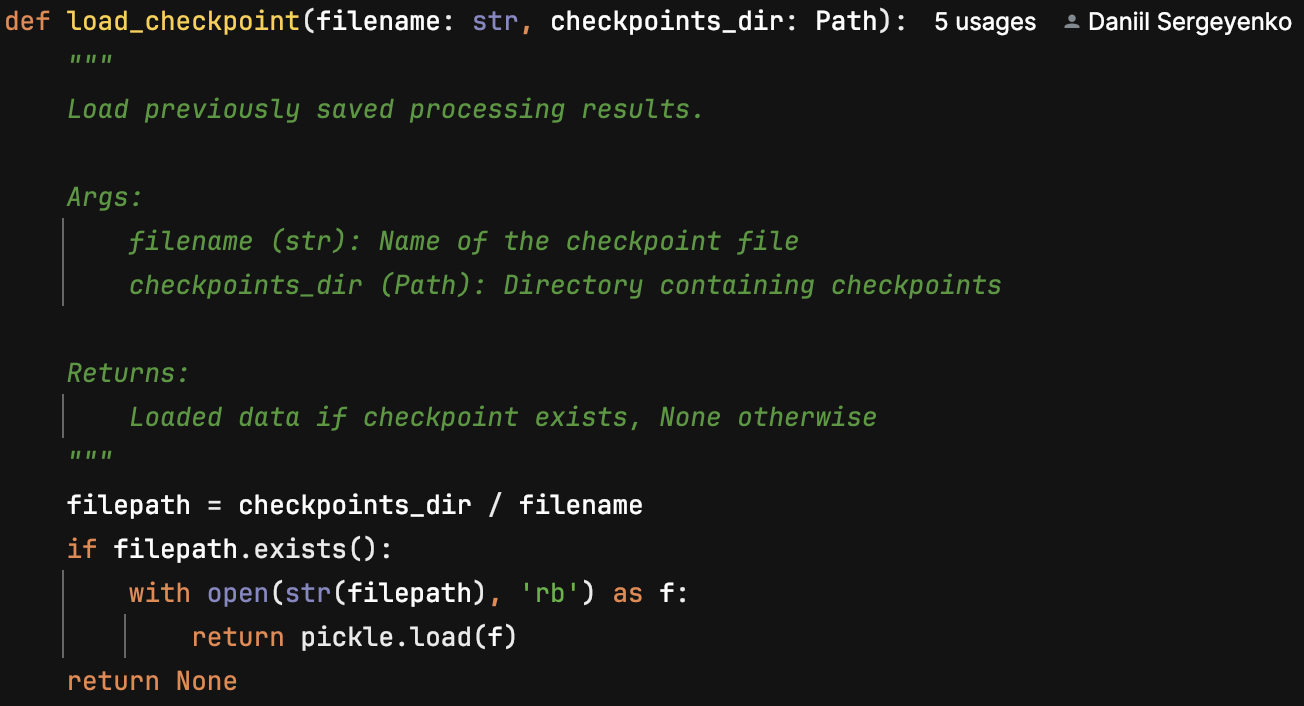 def load_checkpoint(filename: str, checkpoints_dir: Path): 5 usages Daniil Sergeyenko
"""
Load previously saved processing results.
Args:
filename (str): Name of the checkpoint file
checkpoints_dir (Path): Directory containing checkpoints
Returns:
Loaded data if checkpoint exists, None otherwise
"""
filepath = checkpoints_dir / filename
if filepath.exists():
with open(str(filepath), 'rb') as f:
return pickle.load(f)
return None